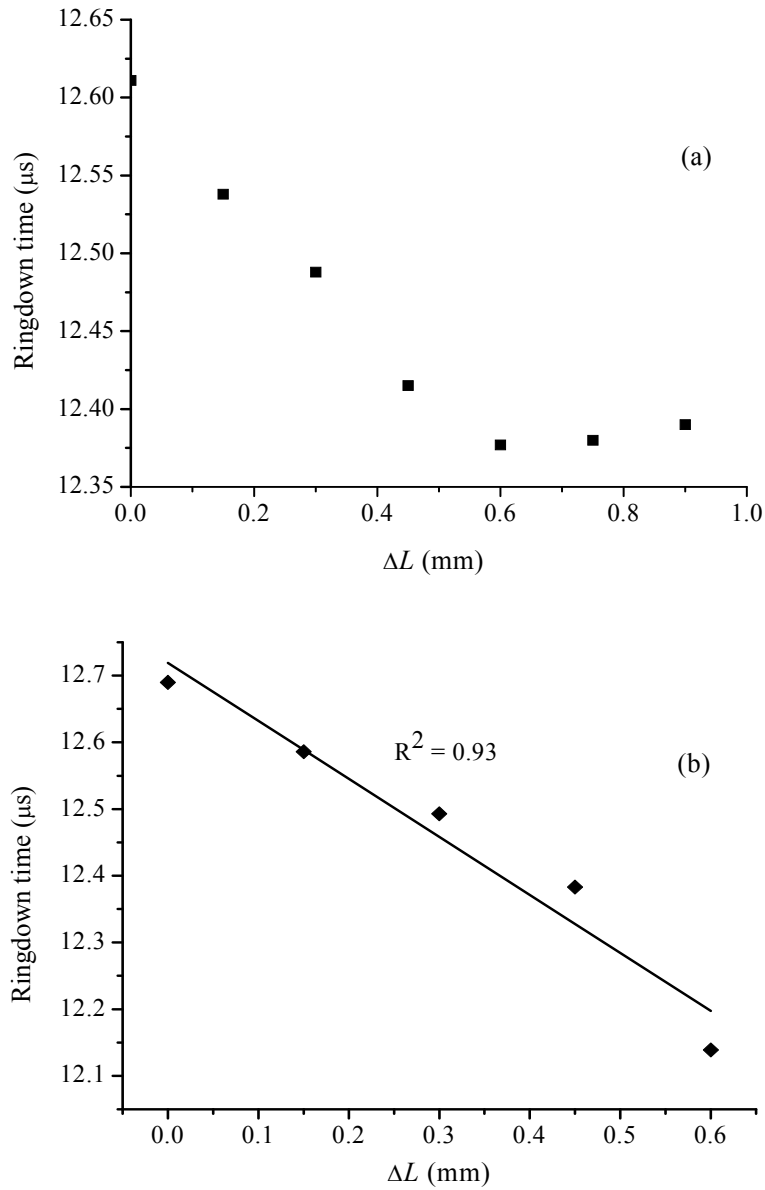 12.65
12.60
12.55
12.50
12.45
12.40
12.35
Ringdown time (μs)
(a)
0.0 0.2 0.4 0.6 0.8 1.0
ΔL (mm)
12.7
12.6
12.5
12.4
12.3
12.2
12.1
Ringdown time (μs)
R² = 0.93
(b)
0.0 0.1 0.2 0.3 0.4 0.5 0.6
ΔL (mm)